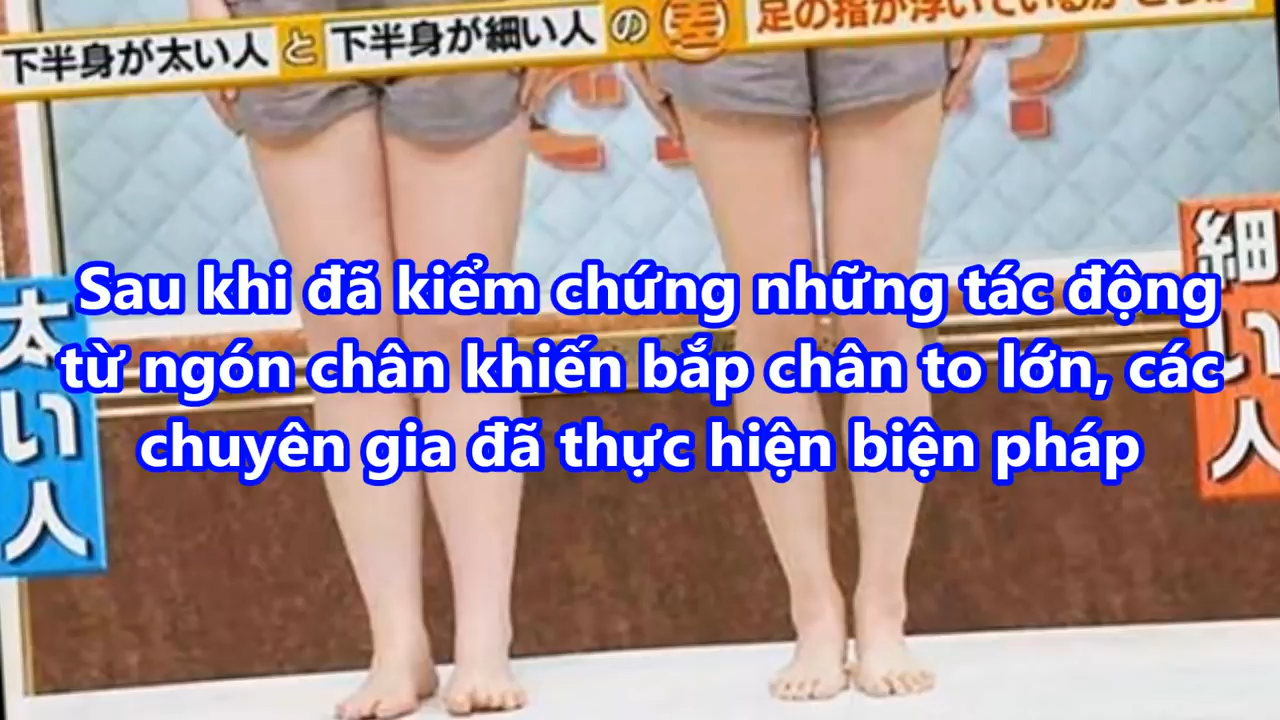 下半身が太い人と下半身が細い人の差
足の指が浮いているか
Sau khi đã kiểm chứng những tác động
từ ngón chân khiến bắp chân to lớn, các
chuyên gia đã thực hiện biện pháp
太い人
細い人